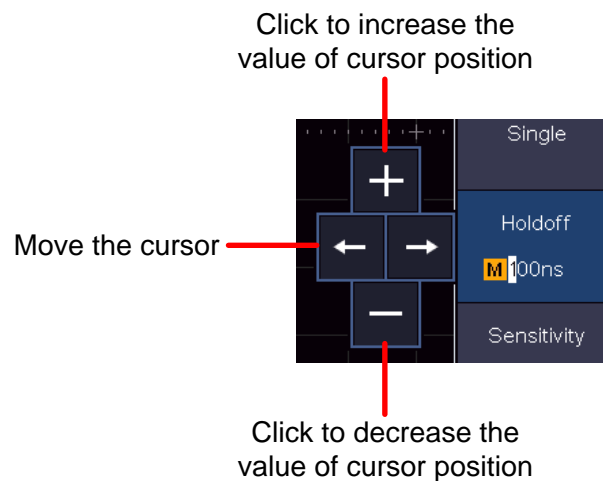 Click to increase the
value of cursor position
Single
+
Holdoff
Move the cursor
← →
M 100ns
−
Sensitivity
Click to decrease the
value of cursor position